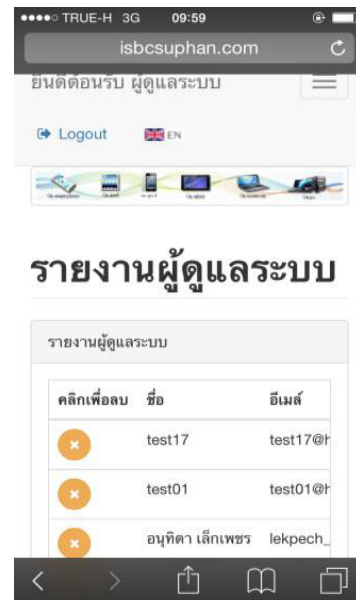 TRUE-H 3G 09:59
isbcsuphan.com
ยินดีต้อนรับ ผู้ดูแลระบบ
Logout EN
รายงานผู้ดูแลระบบ
รายงานผู้ดูแลระบบ
คลิกเพื่อลบ ชื่อ อีเมล์
test17 test17@h
test01 test01@h
อนุทิตา เล็กเพชร lekpech_